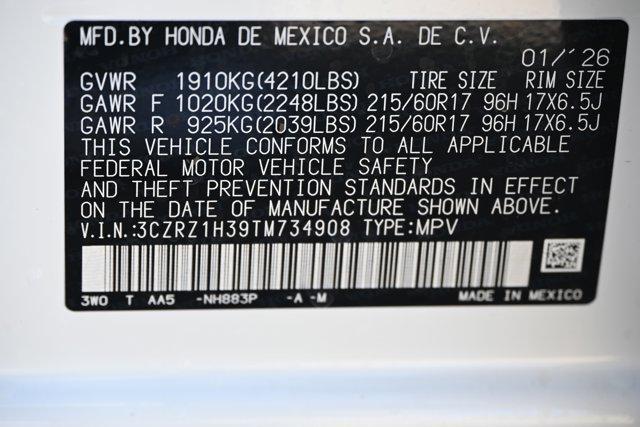 MFD.BY HONDA DE MEXICO S.A. DE C.V.
01/'26
GVWR 1910KG(4210LBS) TIRE SIZE RIM SIZE
GAWR F 1020KG(2248LBS) 215/60R17 96H 17X6.5J
GAWR R 925KG(2039LBS) 215/60R17 96H 17X6.5J
THIS VEHICLE CONFORMS TO ALL APPLICABLE
FEDERAL MOTOR VEHICLE SAFETY
AND THEFT PREVENTION STANDARDS IN EFFECT
ON THE DATE OF MANUFACTURE SHOWN ABOVE.
V.I.N.:3CZRZ1H39TM734908 TYPE:MPV
3W0 T AA5 -NH883P -A -M MADE IN MEXICO